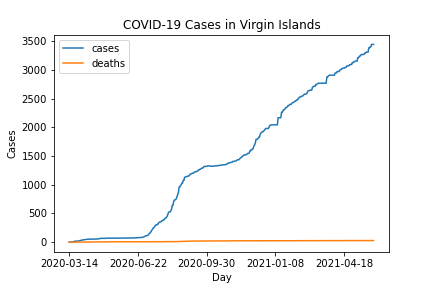 COVID-19 Cases in Virgin Islands
cases
deaths
3500
3000
2500
2000
1500
1000
500
0
Cases
2020-03-14 2020-06-22 2020-09-30 2021-01-08 2021-04-18
Day